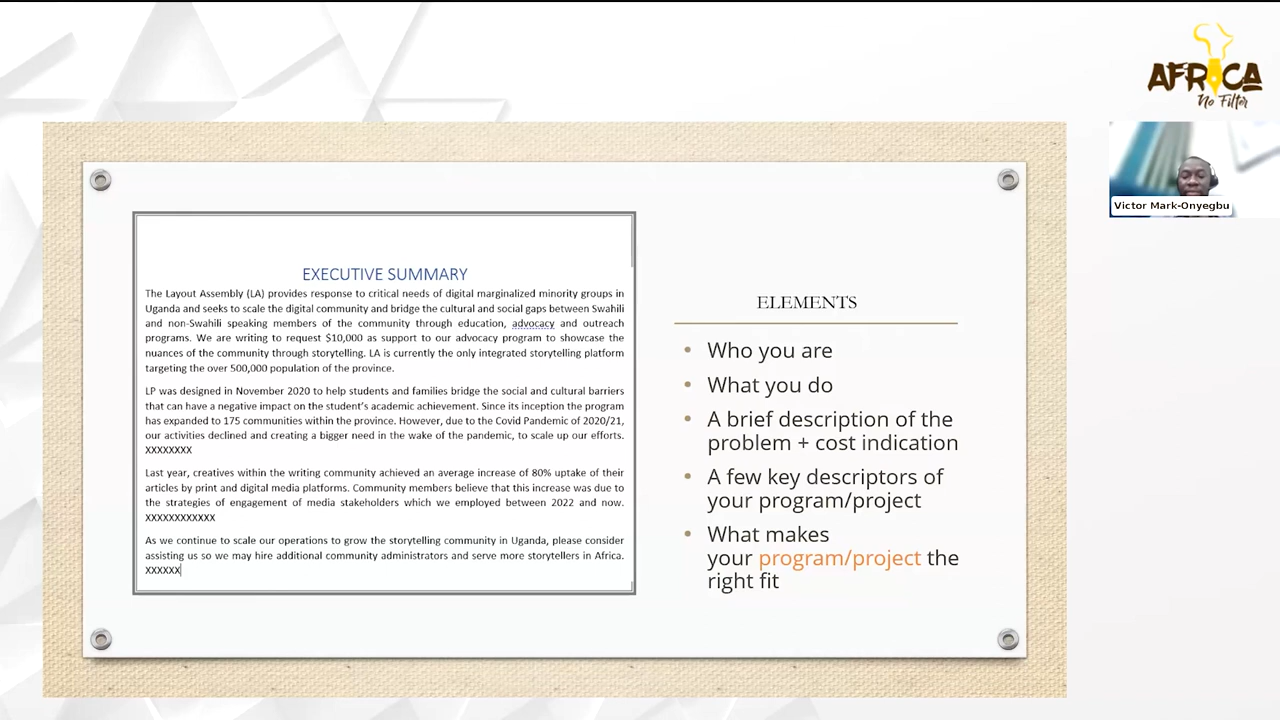 AFRICA
No Filter
Victor Mark-Onyegbu
EXECUTIVE SUMMARY
The Layout Assembly (LA) provides response to critical needs of digital marginalized minority groups in
Uganda and seeks to scale the digital community and bridge the cultural and social gaps between Swahili
and non-Swahili speaking members of the community through education, advocacy and outreach
programs. We are writing to request $10,000 as support to our advocacy program to showcase the
nuances of the community through storytelling. LA is currently the only integrated storytelling platform
targeting the over 500,000 population of the province.
LP was designed in November 2020 to help students and families bridge the social and cultural barriers
that can have a negative impact on the student's academic achievement. Since its inception the program
has expanded to 175 communities within the province. However, due to the Covid Pandemic of 2020/21,
our activities declined and creating a bigger need in the wake of the pandemic, to scale up our efforts.
XXXXXXXX
Last year, creatives within the writing community achieved an average increase of 80% uptake of their
articles by print and digital media platforms. Community members believe that this increase was due to
the strategies of engagement of media stakeholders which we employed between 2022 and now.
XXXXXXXXXXXX
As we continue to scale our operations to grow the storytelling community in Uganda, please consider
assisting us so we may hire additional community administrators and serve more storytellers in Africa.
XXXXXX
ELEMENTS
• Who you are
• What you do
• A brief description of the
problem + cost indication
• A few key descriptors of
your program/project
• What makes
your program/project the
right fit